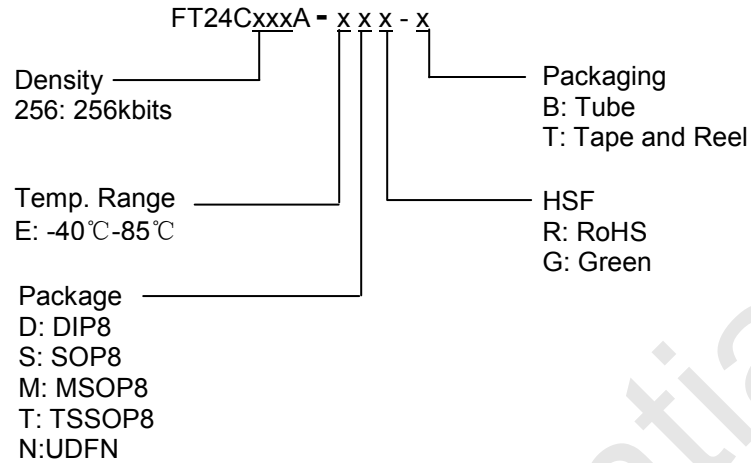 FT24CxxxA - x x x - x
Density
256: 256kbits
Packaging
B: Tube
T: Tape and Reel
Temp. Range
E: -40℃-85℃
HSF
R: RoHS
G: Green
Package
D: DIP8
S: SOP8
M: MSOP8
T: TSSOP8
N:UDFN